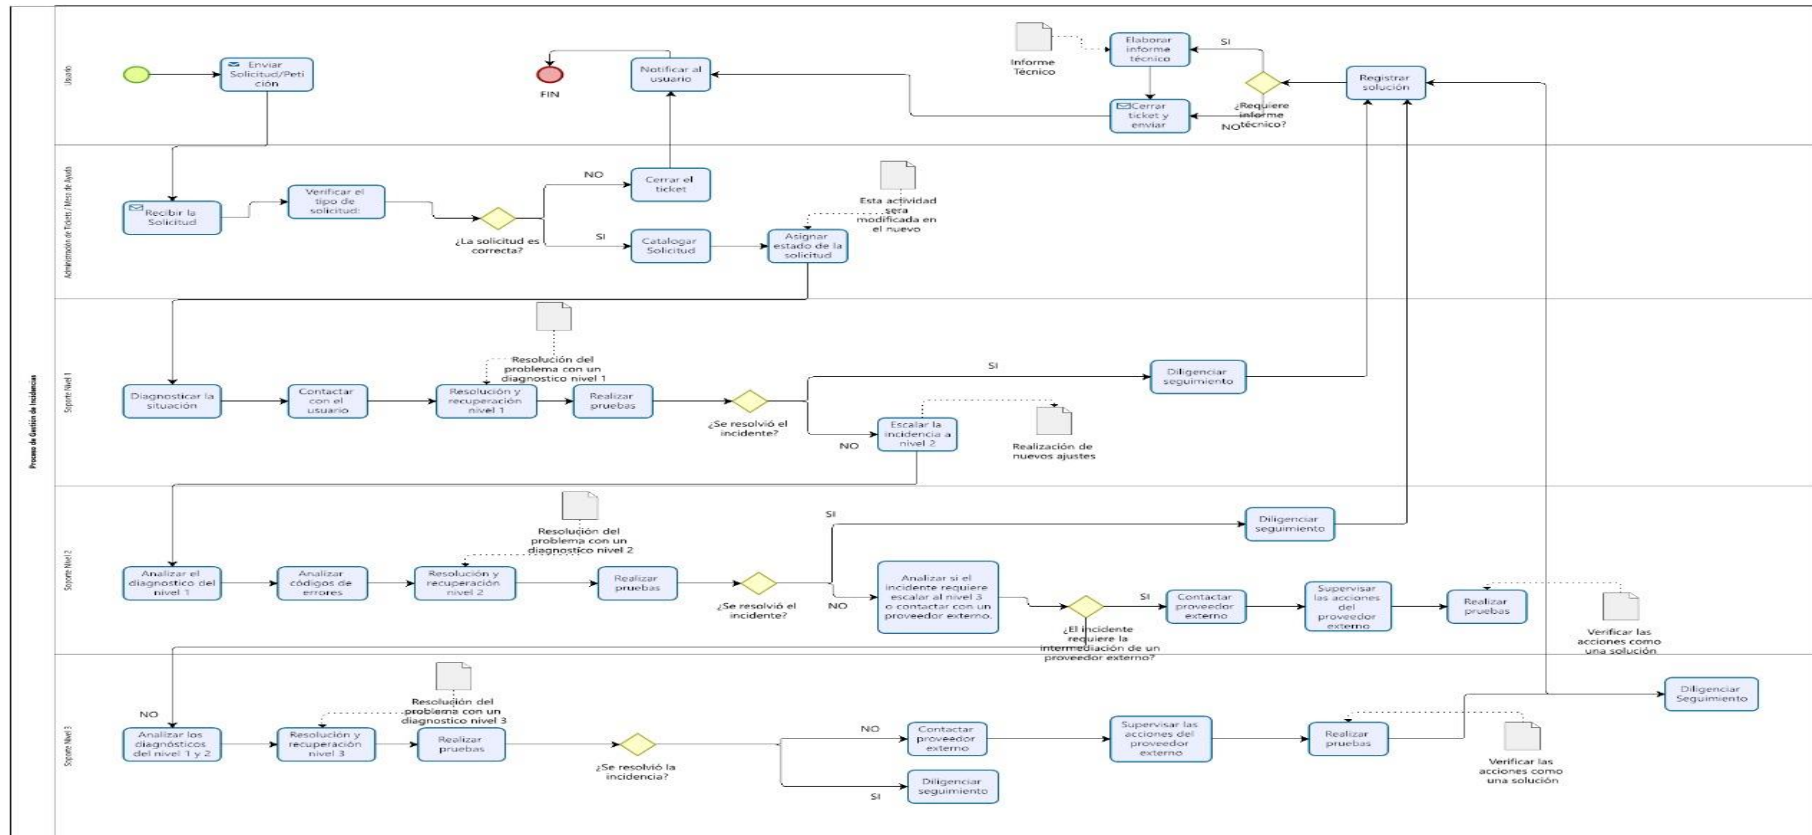 Proceso de Gestión de Incidencias
Usuario
Enviar
Solicitud/Peti
ción
FIN
Notificar al
usuario
Informe
Técnico
Elaborar
informe
técnico
SI
Cerrar
ticket y
enviar
NO
¿Requiere
informe
técnico?
Registrar
solución
Administración de Tickets / Mesa de Ayuda
Recibir la
Solicitud
Verificar el
tipo de
solicitud:
¿La solicitud es
correcta?
NO
Cerrar el
ticket
SI
Catalogar
Solicitud
Asignar
estado de la
solicitud
Esta actividad
sera
modificada en
el nuevo
Soporte Nivel 1
Diagnosticar la
situación
Contactar
con el
usuario
Resolución y
recuperación
nivel 1
Resolución del
problema con un
diagnostico nivel 1
Realizar
pruebas
¿Se resolvió el
incidente?
SI
Diligenciar
seguimiento
NO
Escalar la
incidencia a
nivel 2
Realización de
nuevos ajustes
Soporte Nivel 2
Analizar el
diagnostico del
nivel 1
Analizar
códigos de
errores
Resolución y
recuperación
nivel 2
Resolución del
problema con un
diagnostico nivel 2
Realizar
pruebas
¿Se resolvió el
incidente?
SI
Diligenciar
seguimiento
NO
Analizar si el
incidente requiere
escalar al nivel 3
o contactar con un
proveedor externo.
¿El incidente
requiere la
intermediación de un
proveedor externo?
SI
Contactar
proveedor
externo
Supervisar
las acciones
del
proveedor
externo
Realizar
pruebas
Verificar las
acciones como
una solución
Soporte Nivel 3
NO
Analizar los
diagnósticos
del nivel 1 y 2
Resolución y
recuperación
nivel 3
Resolución del
problema con un
diagnostico nivel 3
Realizar
pruebas
¿Se resolvió la
incidencia?
NO
Contactar
proveedor
externo
Supervisar las
acciones del
proveedor
externo
Realizar
pruebas
Verificar las
acciones como
una solución
Diligenciar
Seguimiento
SI
Diligenciar
seguimiento